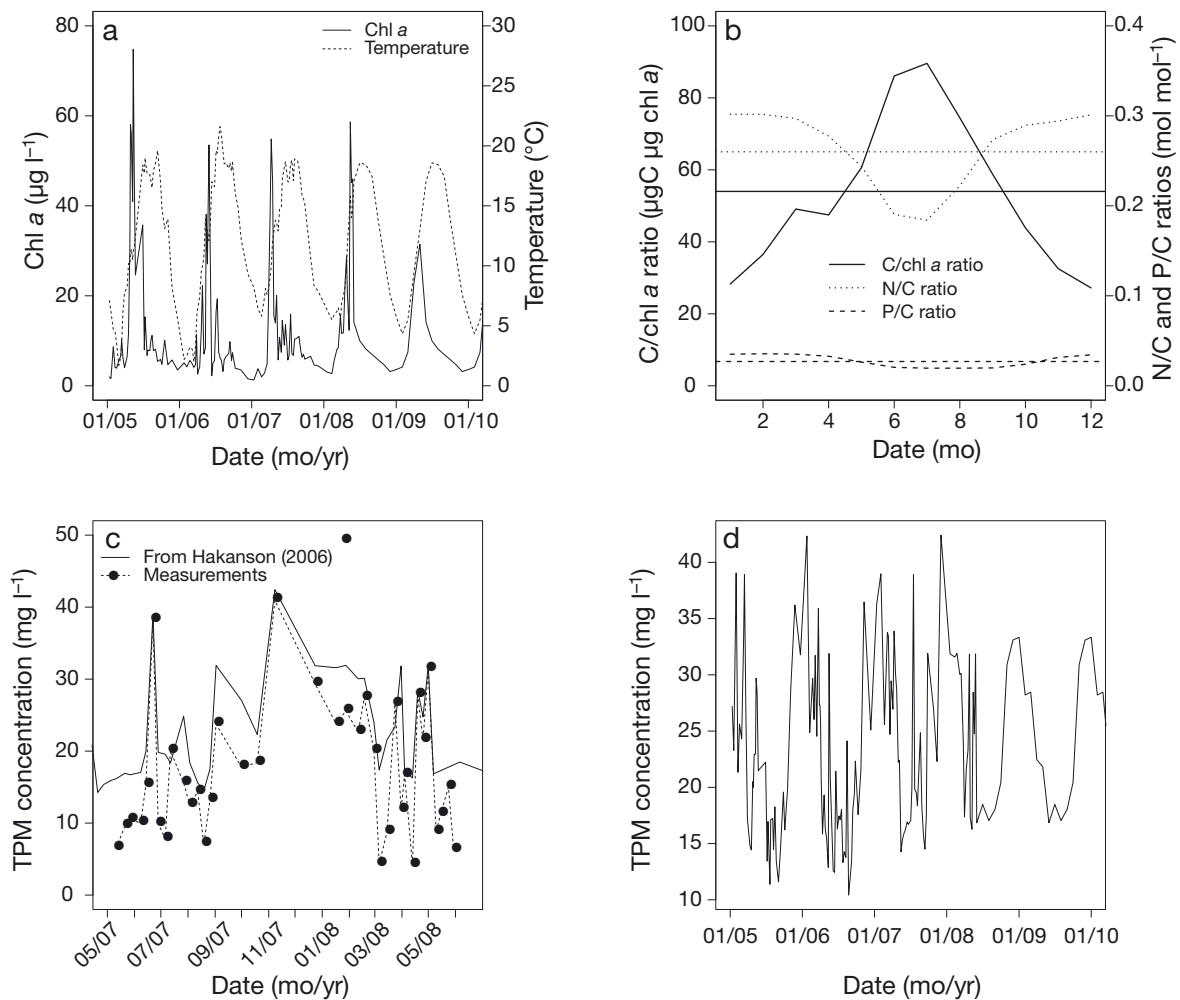 a
Chl a
Temperature
80
60
40
20
0
Chl a (µg l–1)
30
25
20
15
10
5
0
Temperature (°C)
01/05 01/06 01/07 01/08 01/09 01/10
Date (mo/yr)
b
100
80
60
40
20
0
C/chl a ratio (µgC µg chl a)
0.4
0.3
0.2
0.1
0.0
N/C and P/C ratios (mol mol–1)
C/chl a ratio
N/C ratio
P/C ratio
2 4 6 8 10 12
Date (mo)
c
From Hakanson (2006)
Measurements
50
40
30
20
10
0
TPM concentration (mg l–1)
05/07 07/07 09/07 11/07 01/08 03/08 05/08
Date (mo/yr)
d
40
35
30
25
20
15
10
TPM concentration (mg l–1)
01/05 01/06 01/07 01/08 01/09 01/10
Date (mo/yr)